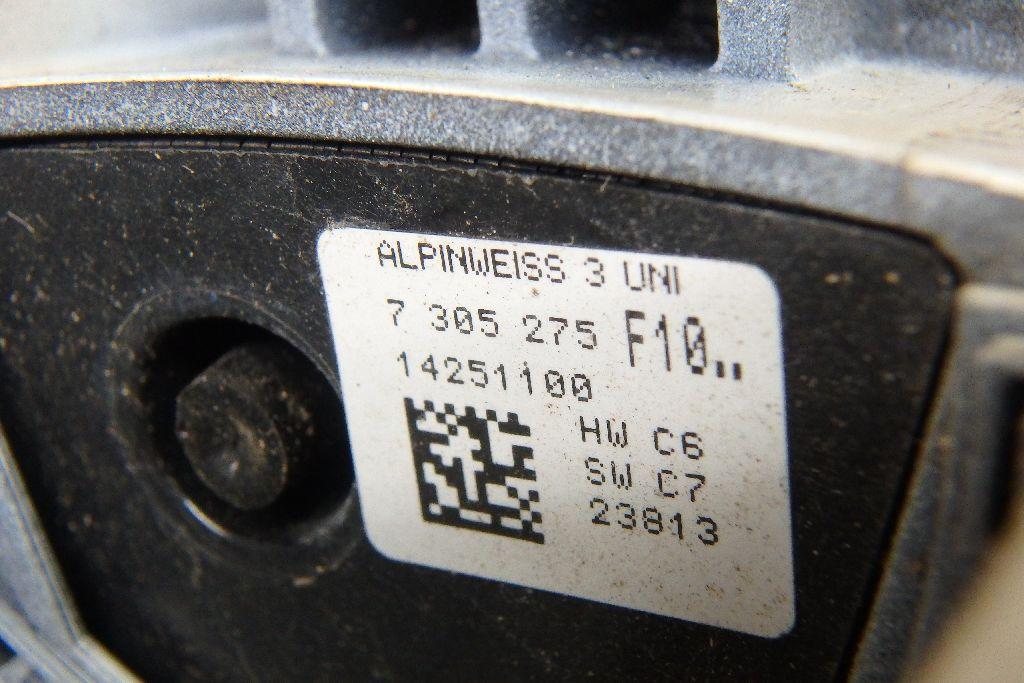 ALPINWEISS 3 UNI
7 305 275 F10..
14251100
HW C6
SW C7
23813